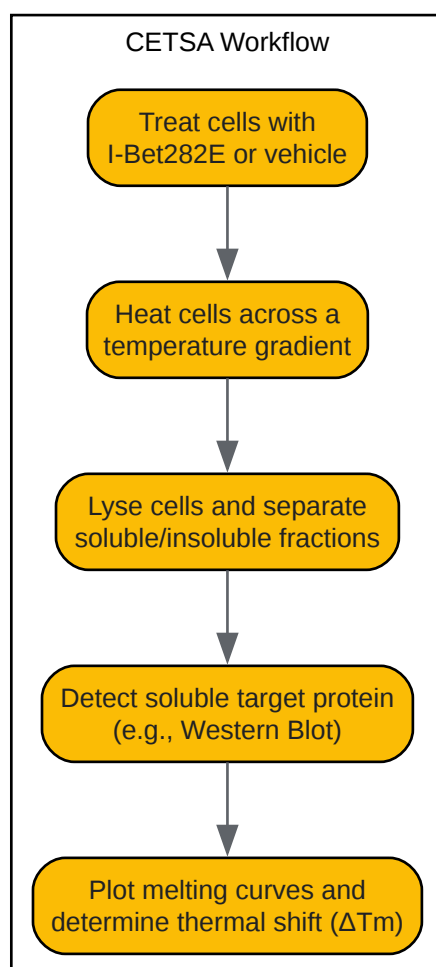 CETSA Workflow
Treat cells with
I-Bet282E or vehicle
Heat cells across a
temperature gradient
Lyse cells and separate
soluble/insoluble fractions
Detect soluble target protein
(e.g., Western Blot)
Plot melting curves and
determine thermal shift (ΔTm)